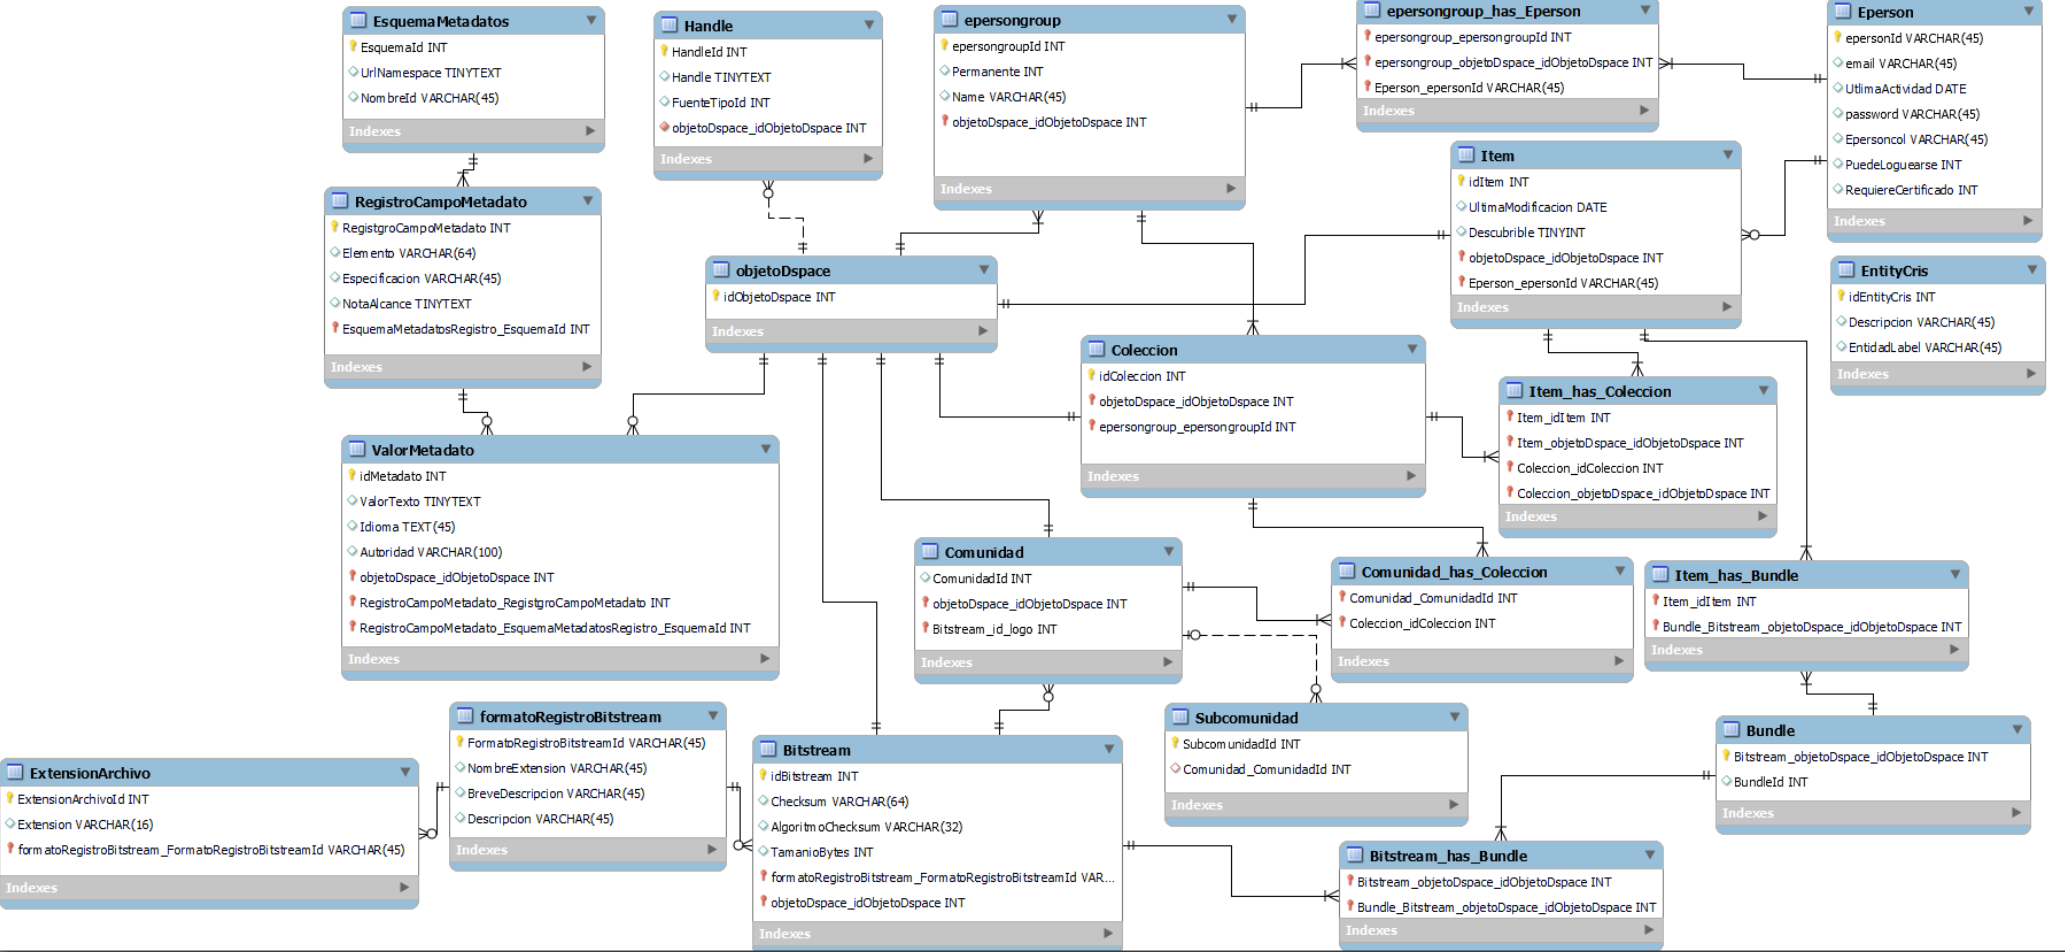 EsquemaMetadatos
EsquemaId INT
UrlNamespace TINYTEXT
NombreId VARCHAR(45)
Indexes
Handle
HandleId INT
Handle TINYTEXT
FuenteTipoId INT
objetoDspace_idObjetoDspace INT
Indexes
epersongroup
epersongroupId INT
Permanente INT
Name VARCHAR(45)
objetoDspace_idObjetoDspace INT
Indexes
epersongroup_has_Eperson
epersongroup_epersongroupId INT
epersongroup_objetoDspace_idObjetoDspace INT
Eperson_epersonId VARCHAR(45)
Indexes
Eperson
epersonId VARCHAR(45)
email VARCHAR(45)
UtlimaActividad DATE
password VARCHAR(45)
Epersoncol VARCHAR(45)
PuedeLoguearse INT
RequiereCertificado INT
Indexes
RegistroCampoMetadato
RegistgroCampoMetadato INT
Elemento VARCHAR(64)
Especificacion VARCHAR(45)
NotaAlcance TINYTEXT
EsquemaMetadatosRegistro_EsquemaId INT
Indexes
objetoDspace
idObjetoDspace INT
Indexes
Item
idItem INT
UltimaModificacion DATE
Descubrible TINYINT
objetoDspace_idObjetoDspace INT
Eperson_epersonId VARCHAR(45)
Indexes
EntityCris
idEntityCris INT
Descripcion VARCHAR(45)
EntidadLabel VARCHAR(45)
Indexes
Coleccion
idColeccion INT
objetoDspace_idObjetoDspace INT
epersongroup_epersongroupId INT
Indexes
Item_has_Coleccion
Item_idItem INT
Item_objetoDspace_idObjetoDspace INT
Coleccion_idColeccion INT
Coleccion_objetoDspace_idObjetoDspace INT
Indexes
ValorMetadato
idMetadato INT
ValorTexto TINYTEXT
Idioma TEXT(45)
Autoridad VARCHAR(100)
objetoDspace_idObjetoDspace INT
RegistroCampoMetadato_RegistgroCampoMetadato INT
RegistroCampoMetadato_EsquemaMetadatosRegistro_EsquemaId INT
Indexes
Comunidad
ComunidadId INT
objetoDspace_idObjetoDspace INT
Bitstream_id_logo INT
Indexes
Comunidad_has_Coleccion
Comunidad_ComunidadId INT
Coleccion_idColeccion INT
Indexes
Item_has_Bundle
Item_idItem INT
Bundle_Bitstream_objetoDspace_idObjetoDspace INT
Indexes
formatoRegistroBitstream
FormatoRegistroBitstreamId VARCHAR(45)
NombreExtension VARCHAR(45)
BreveDescripcion VARCHAR(45)
Descripcion VARCHAR(45)
Indexes
Subcomunidad
SubcomunidadId INT
Comunidad_ComunidadId INT
Indexes
Bundle
Bitstream_objetoDspace_idObjetoDspace INT
BundleId INT
Indexes
ExtensionArchivo
ExtensionArchivoId INT
Extension VARCHAR(16)
formatoRegistroBitstream_FormatoRegistroBitstreamId VARCHAR(45)
Indexes
Bitstream
idBitstream INT
Checksum VARCHAR(64)
AlgoritmoChecksum VARCHAR(32)
TamanioBytes INT
formatoRegistroBitstream_FormatoRegistroBitstreamId VAR...
objetoDspace_idObjetoDspace INT
Indexes
Bitstream_has_Bundle
Bitstream_objetoDspace_idObjetoDspace INT
Bundle_Bitstream_objetoDspace_idObjetoDspace INT
Indexes